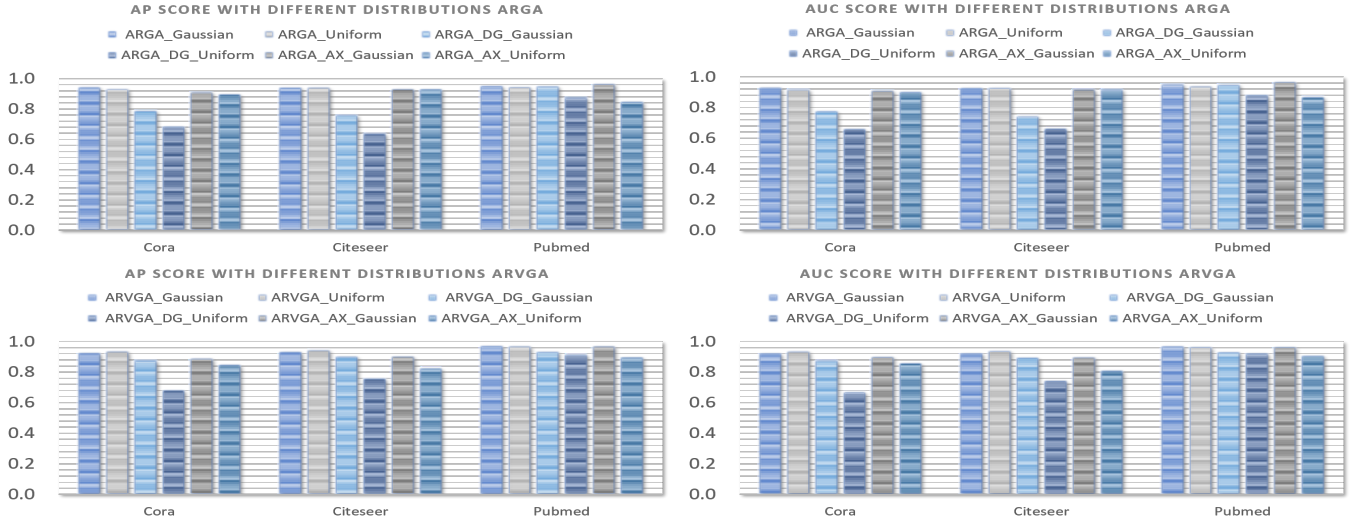 AP SCORE WITH DIFFERENT DISTRIBUTIONS ARGA
ARGA_Gaussian ARGA_Uniform ARGA_DG_Gaussian
ARGA_DG_Uniform ARGA_AX_Gaussian ARGA_AX_Uniform
1.0
0.8
0.6
0.4
0.2
0.0
Cora Citeseer Pubmed
AUC SCORE WITH DIFFERENT DISTRIBUTIONS ARGA
ARGA_Gaussian ARGA_Uniform ARGA_DG_Gaussian
ARGA_DG_Uniform ARGA_AX_Gaussian ARGA_AX_Uniform
1.0
0.8
0.6
0.4
0.2
0.0
Cora Citeseer Pubmed
AP SCORE WITH DIFFERENT DISTRIBUTIONS ARVGA
ARVGA_Gaussian ARVGA_Uniform ARVGA_DG_Gaussian
ARVGA_DG_Uniform ARVGA_AX_Gaussian ARVGA_AX_Uniform
1.0
0.8
0.6
0.4
0.2
0.0
Cora Citeseer Pubmed
AUC SCORE WITH DIFFERENT DISTRIBUTIONS ARVGA
ARVGA_Gaussian ARVGA_Uniform ARVGA_DG_Gaussian
ARVGA_DG_Uniform ARVGA_AX_Gaussian ARVGA_AX_Uniform
1.0
0.8
0.6
0.4
0.2
0.0
Cora Citeseer Pubmed